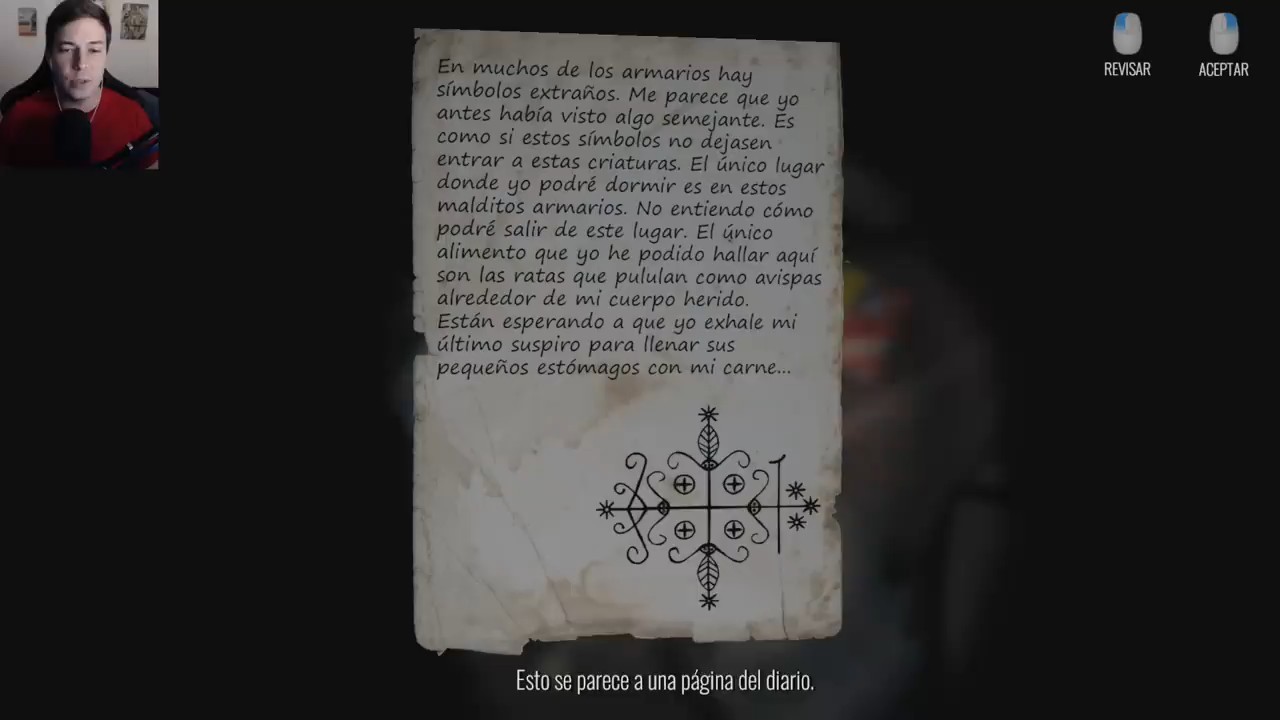 REVISAR
ACEPTAR
En muchos de los armarios hay
símbolos extraños. Me parece que yo
antes había visto algo semejante. Es
como si estos símbolos no dejasen
entrar a estas criaturas. El único lugar
donde yo podré dormir es en estos
malditos armarios. No entiendo cómo
podré salir de este lugar. El único
alimento que yo he podido hallar aquí
son las ratas que pululan como avispas
alrededor de mi cuerpo herido.
Están esperando a que yo exhale mi
último suspiro para llenar sus
pequeños estómagos con mi carne...
Esto se parece a una página del diario.